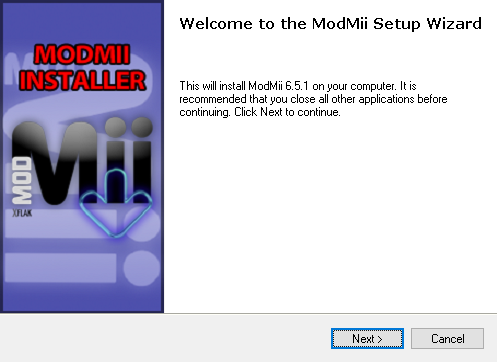 Welcome to the ModMii Setup Wizard
MODMII
INSTALLER
This will install ModMii 6.5.1 on your computer. It is
recommended that you close all other applications before
continuing. Click Next to continue.
MOD
Mii
XFLAK
Next >
Cancel